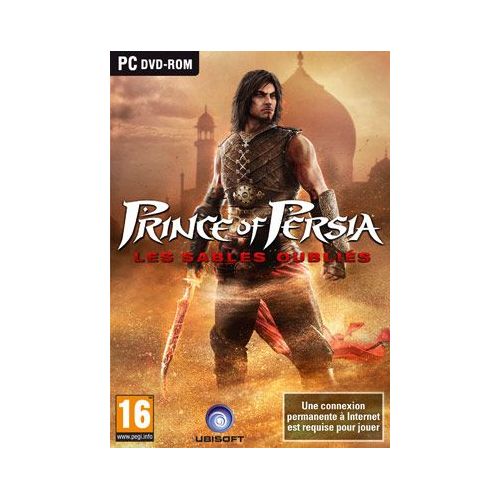 PC DVD-ROM
PRINCE OF PERSIA
LES SABLES OUBLIÉS
16
www.pegi.info
UBISOFT
Une connexion
permanente à Internet
est requise pour jouer